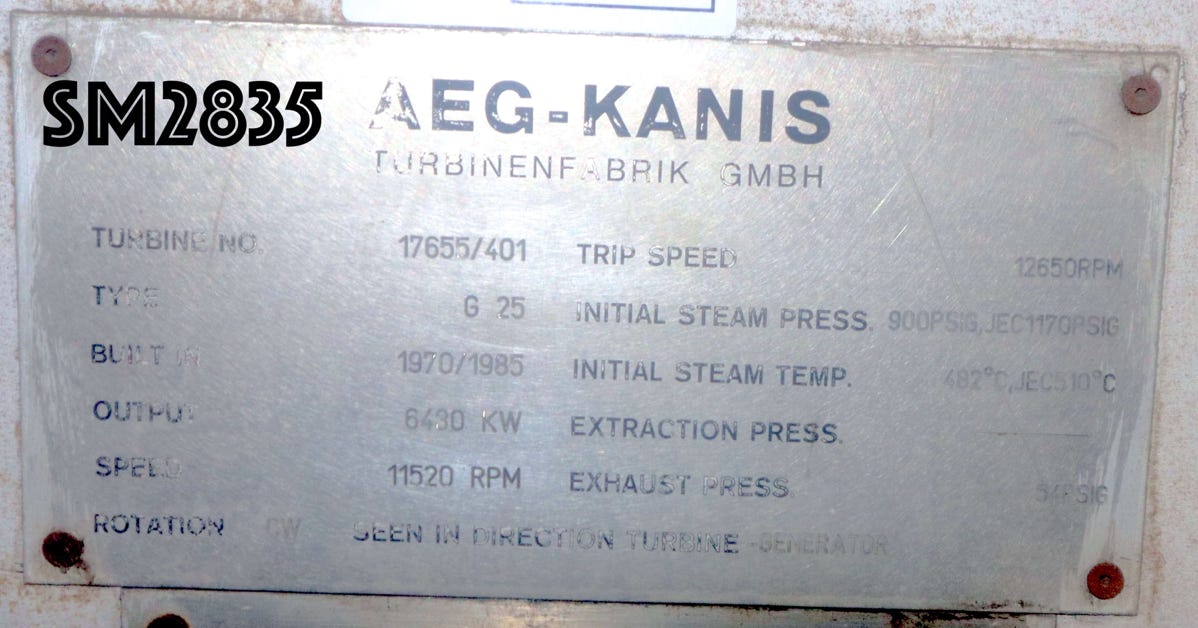 SM2835
AEG-KANIS
TURBINENFABRIK GMBH
TURBINE NO. 17655/401 TRIP SPEED 12650RPM
TYPE G 25 INITIAL STEAM PRESS. 900PSIG,JEC1170PSIG
BUILT IN 1970/1985 INITIAL STEAM TEMP. 482°C,JEC510°C
OUTPUT 6430 KW EXTRACTION PRESS.
SPEED 11520 RPM EXHAUST PRESS.
ROTATION CW SEEN IN DIRECTION TURBINE -GENERATOR